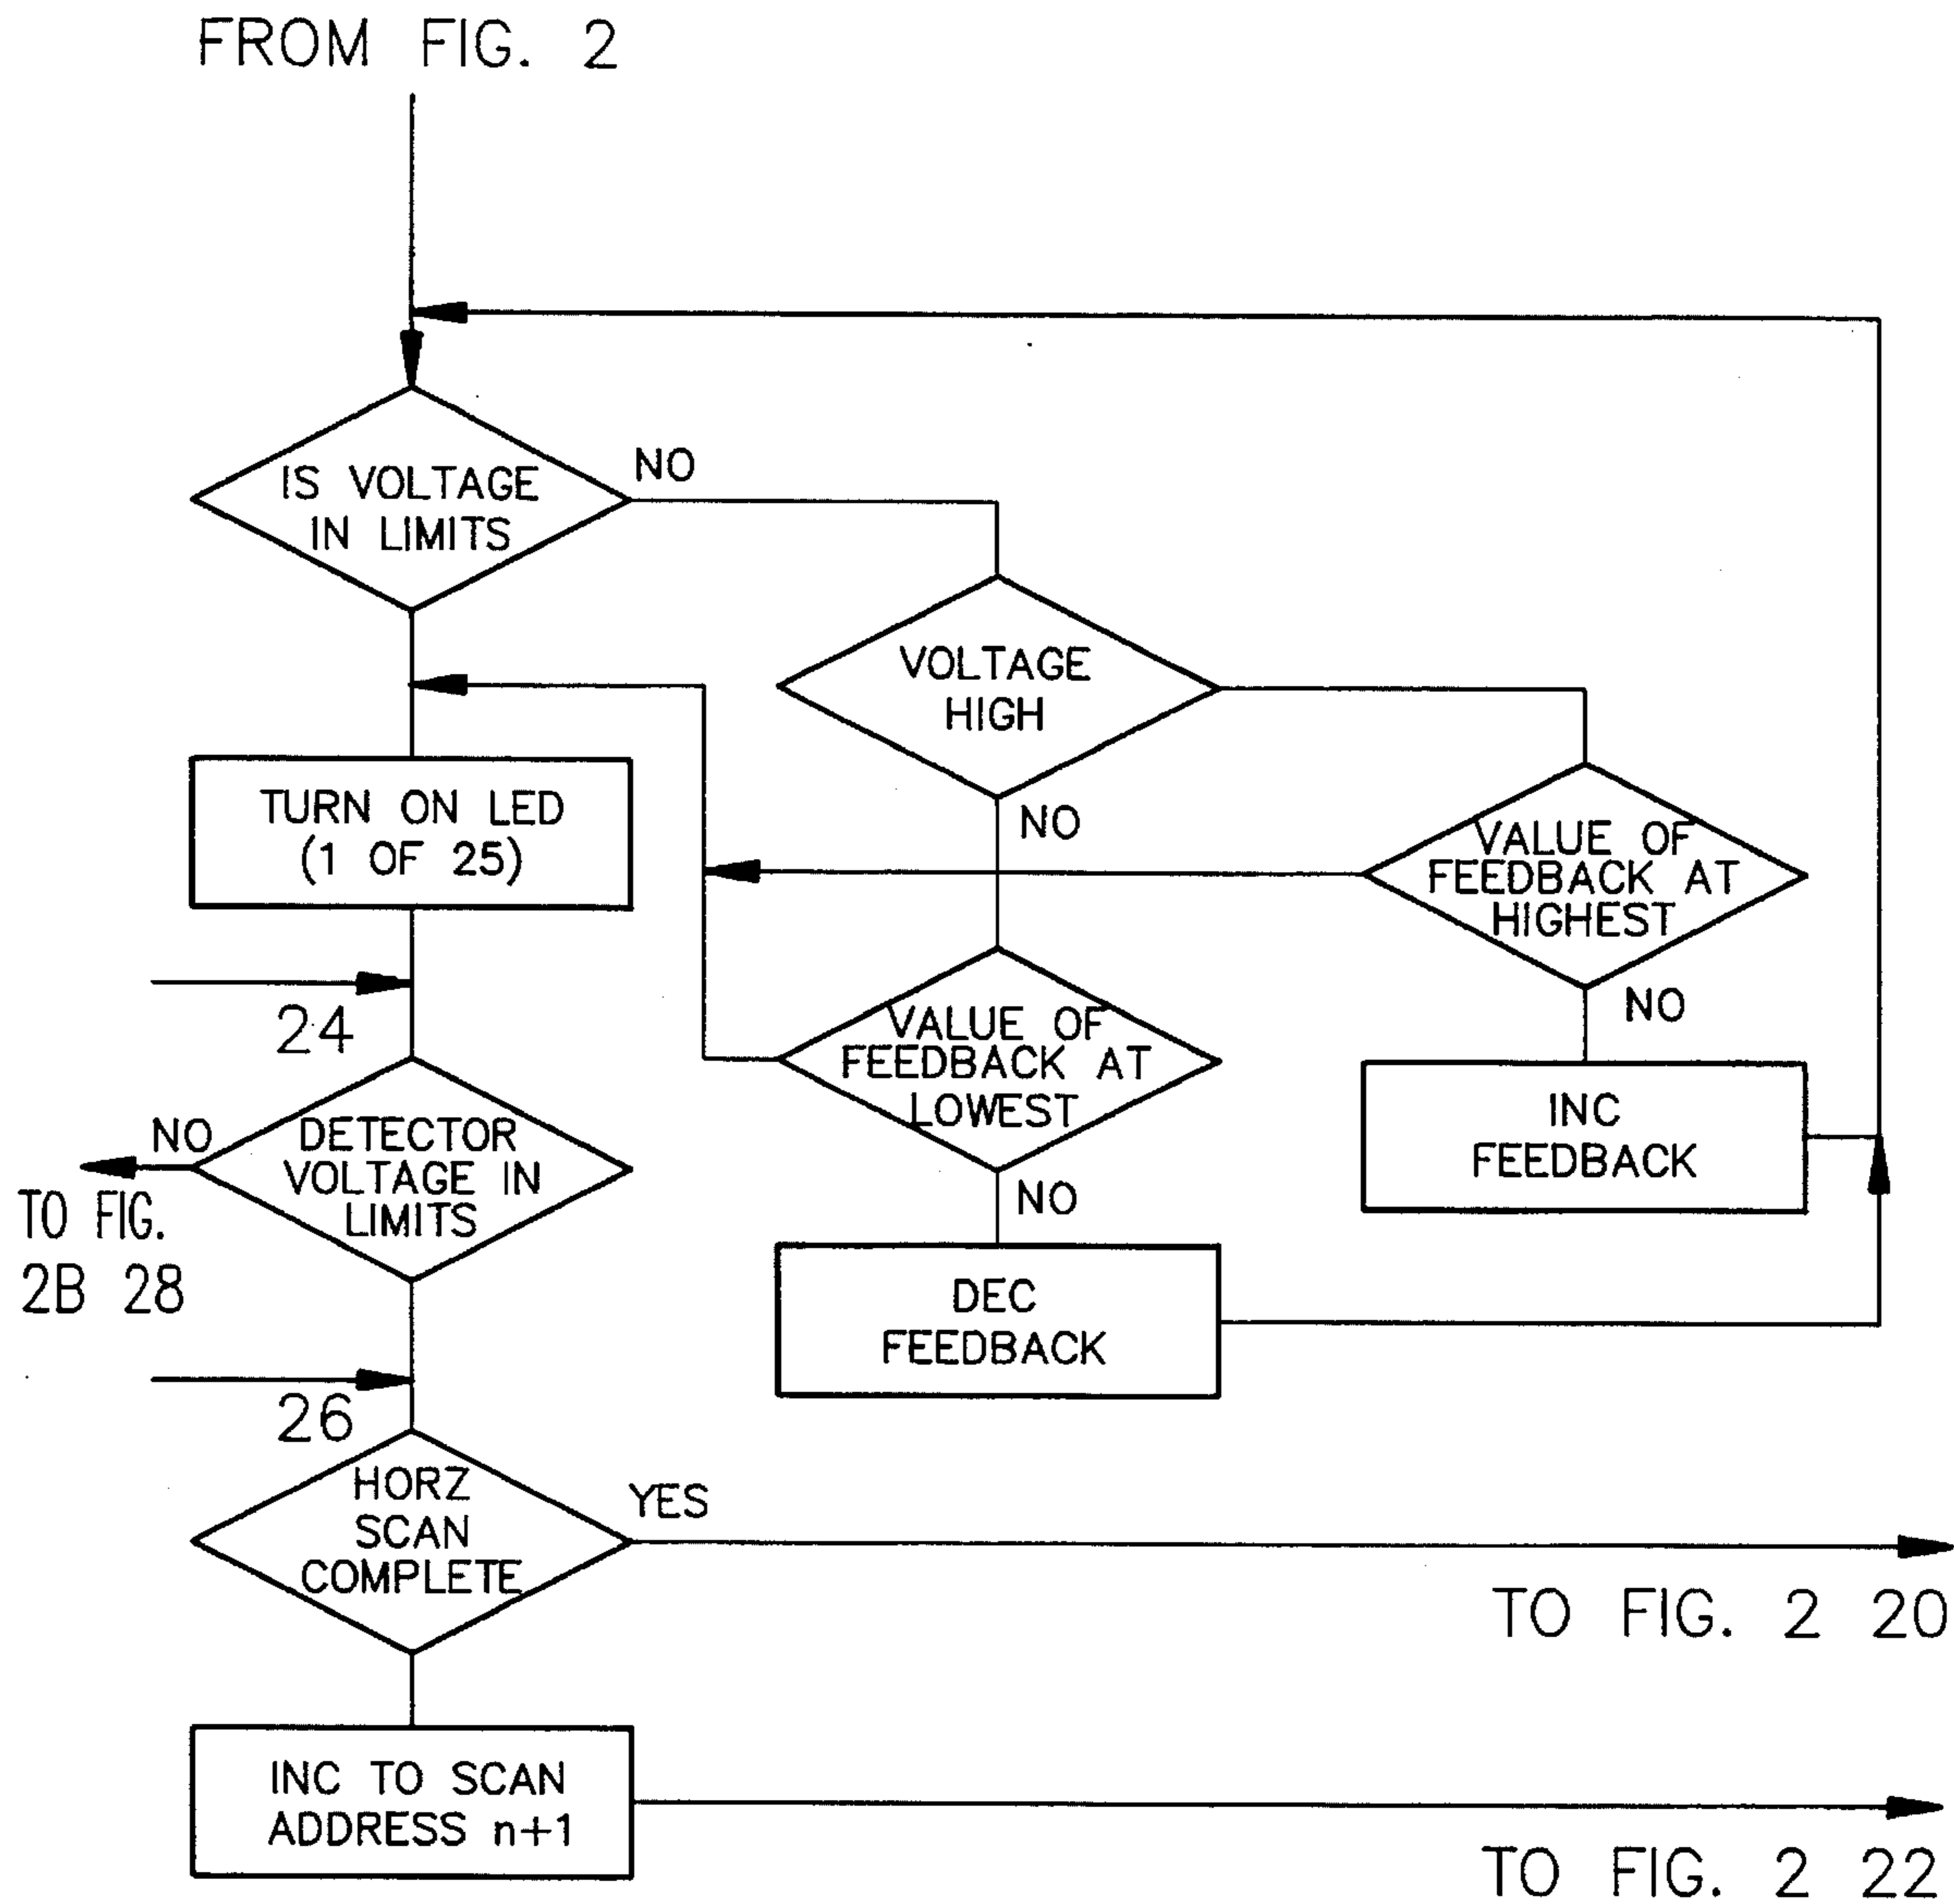 FROM FIG. 2
IS VOLTAGE
IN LIMITS
NO
VOLTAGE
HIGH
NO
TURN ON LED
(1 OF 25)
VALUE OF
FEEDBACK AT
HIGHEST
NO
24
VALUE OF
FEEDBACK AT
LOWEST
NO
INC
FEEDBACK
NO
DETECTOR
VOLTAGE IN
LIMITS
TO FIG.
2B 28
DEC
FEEDBACK
26
HORZ
SCAN
COMPLETE
YES
TO FIG. 2 20
INC TO SCAN
ADDRESS n+1
TO FIG. 2 22